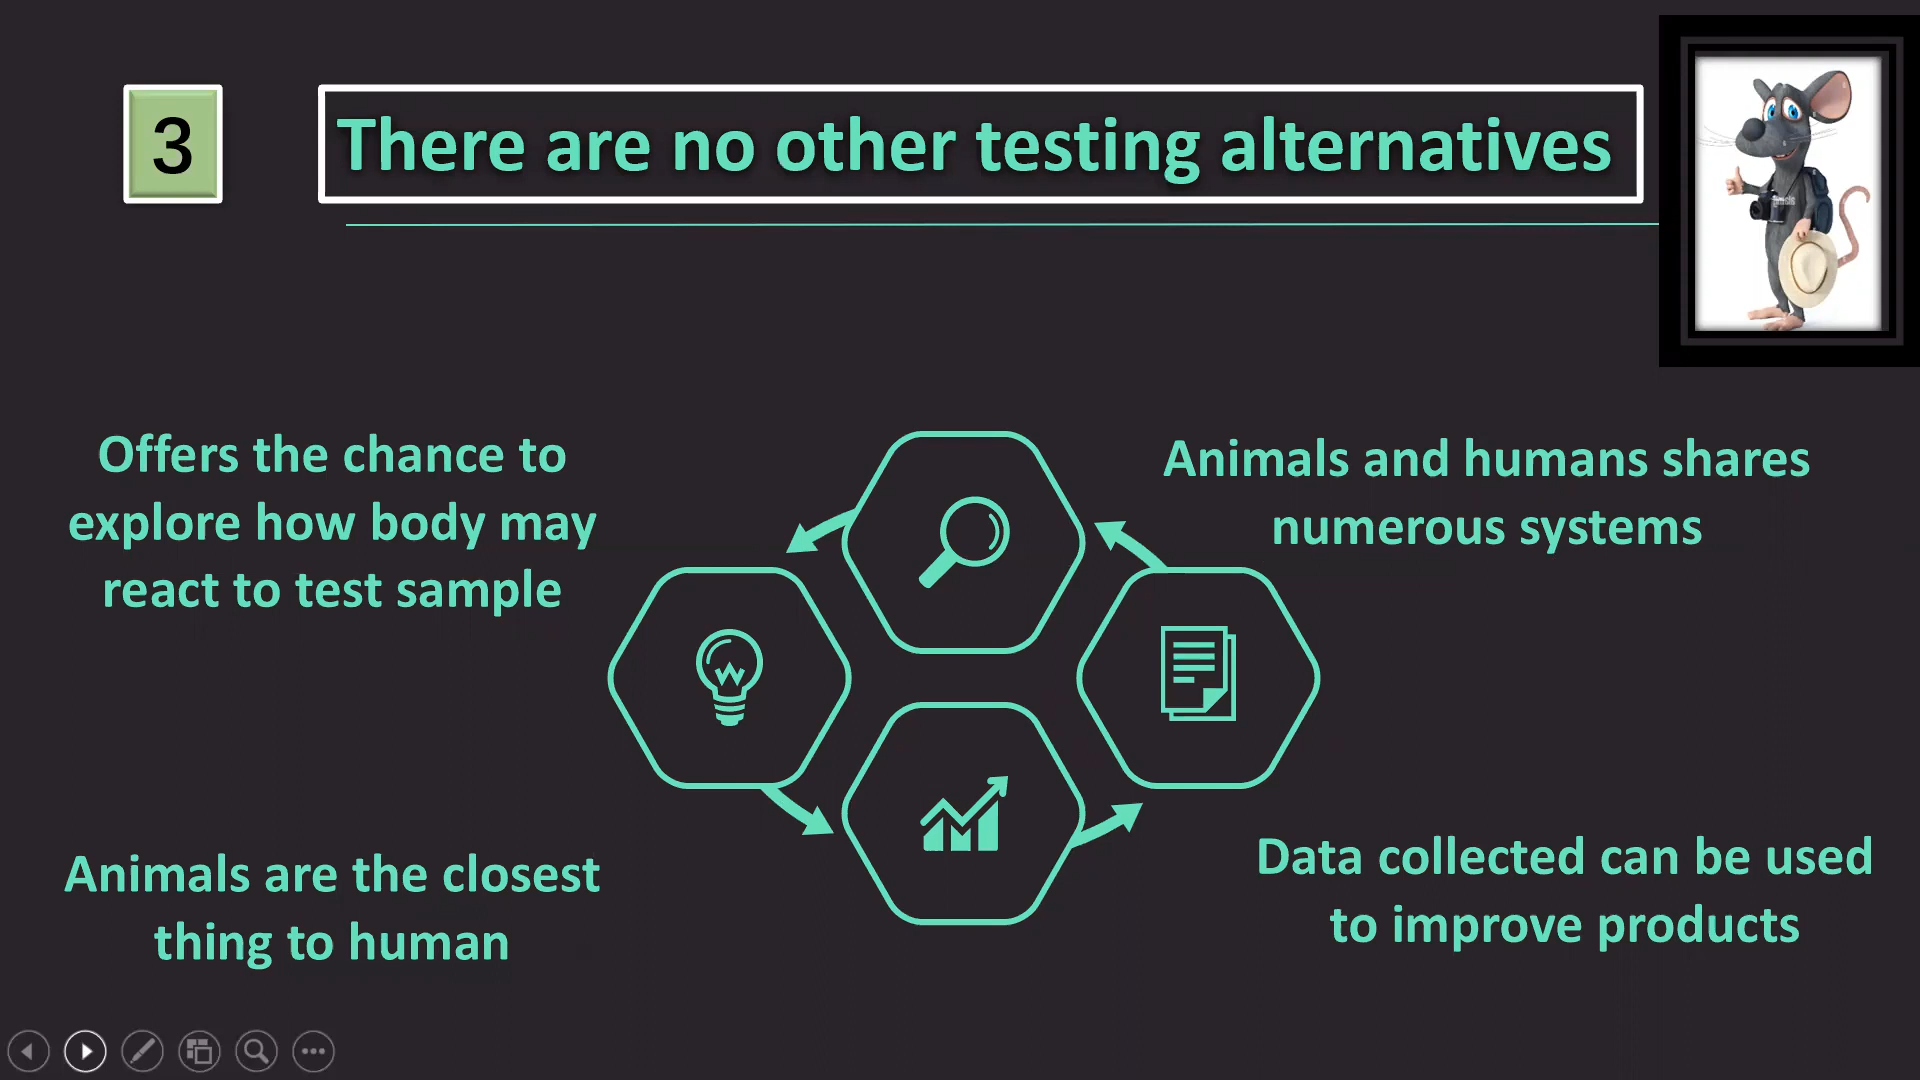 3
There are no other testing alternatives
Offers the chance to
explore how body may
react to test sample
Animals and humans shares
numerous systems
Animals are the closest
thing to human
Data collected can be used
to improve products